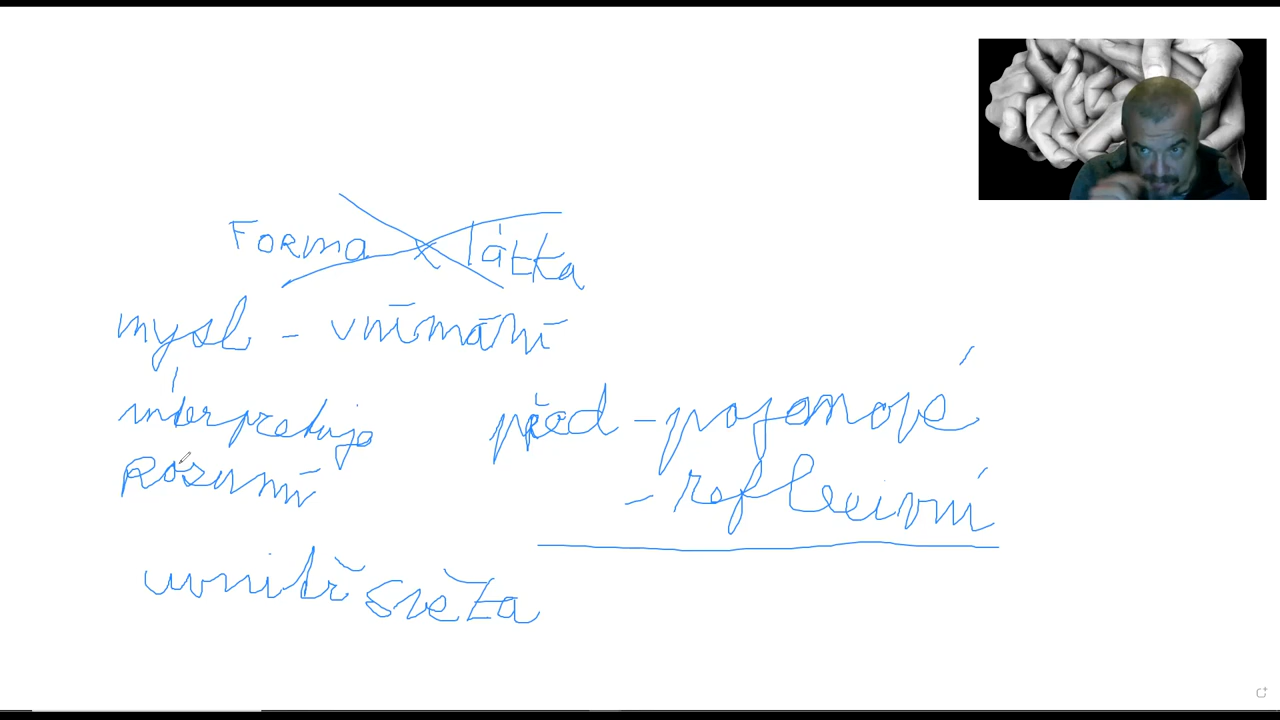 Forma x látka
mysl - vnímání
interpretuje
rozumí
před - pojmové
- reflexivní
uvnitř světa